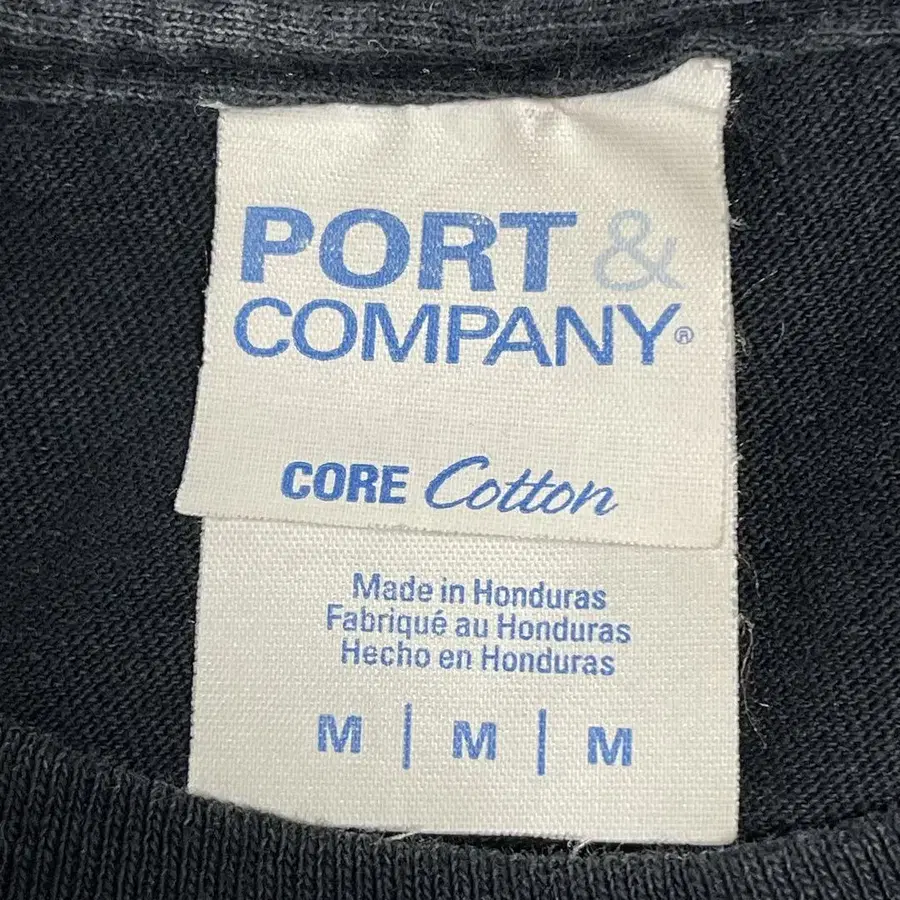 PORT &
COMPANY®
CORE Cotton
Made in Honduras
Fabriqué au Honduras
Hecho en Honduras
M | M | M